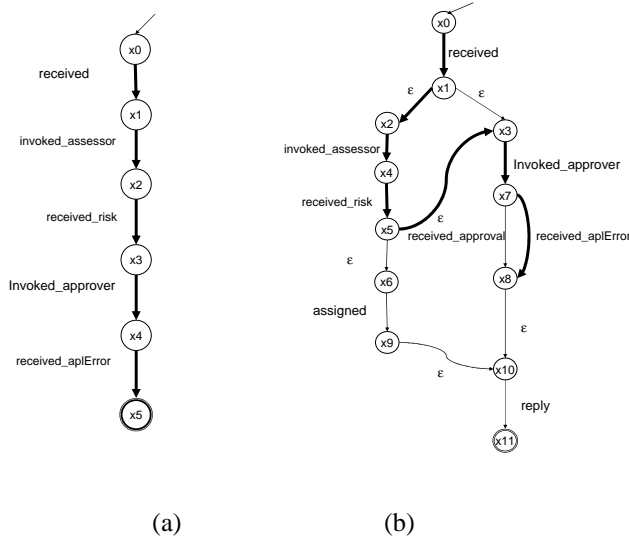 x0
received
x1
invoked_assessor
x2
received_risk
x3
Invoked_approver
x4
received_aplError
x5
(a)
x0
received
x1
ε
ε
x2
x3
invoked_assessor
Invoked_approver
x4
received_risk
x7
ε
x5
received_approval
received_aplError
ε
x6
x8
assigned
ε
x9
ε
x10
reply
x11
(b)